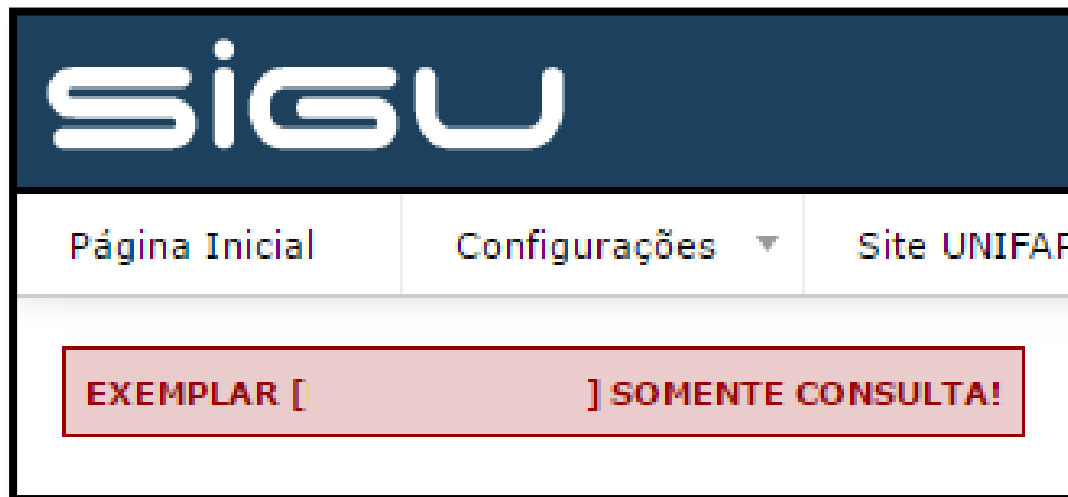 sigu
Página Inicial Configurações Site UNIFAP
EXEMPLAR [ ] SOMENTE CONSULTA!